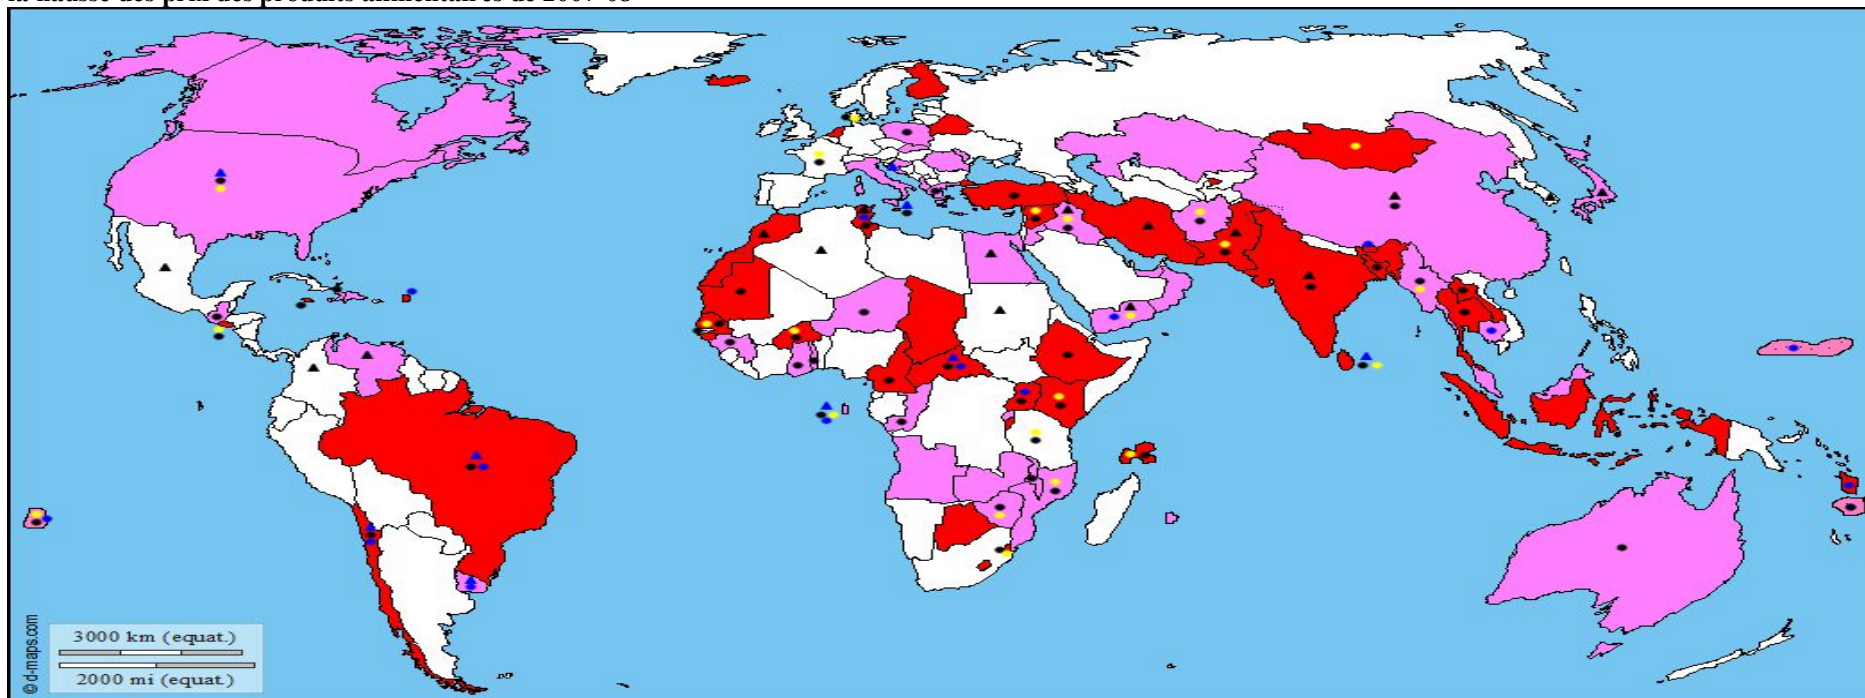 la hausse des prix des produits alimentaires de 2007-08
3000 km (equat.)
2000 mi (equat.)
© d-maps.com